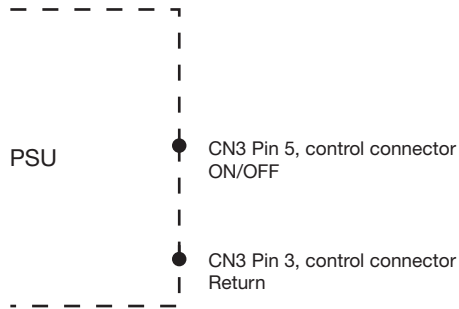 PSU
CN3 Pin 5, control connector
ON/OFF
CN3 Pin 3, control connector
Return